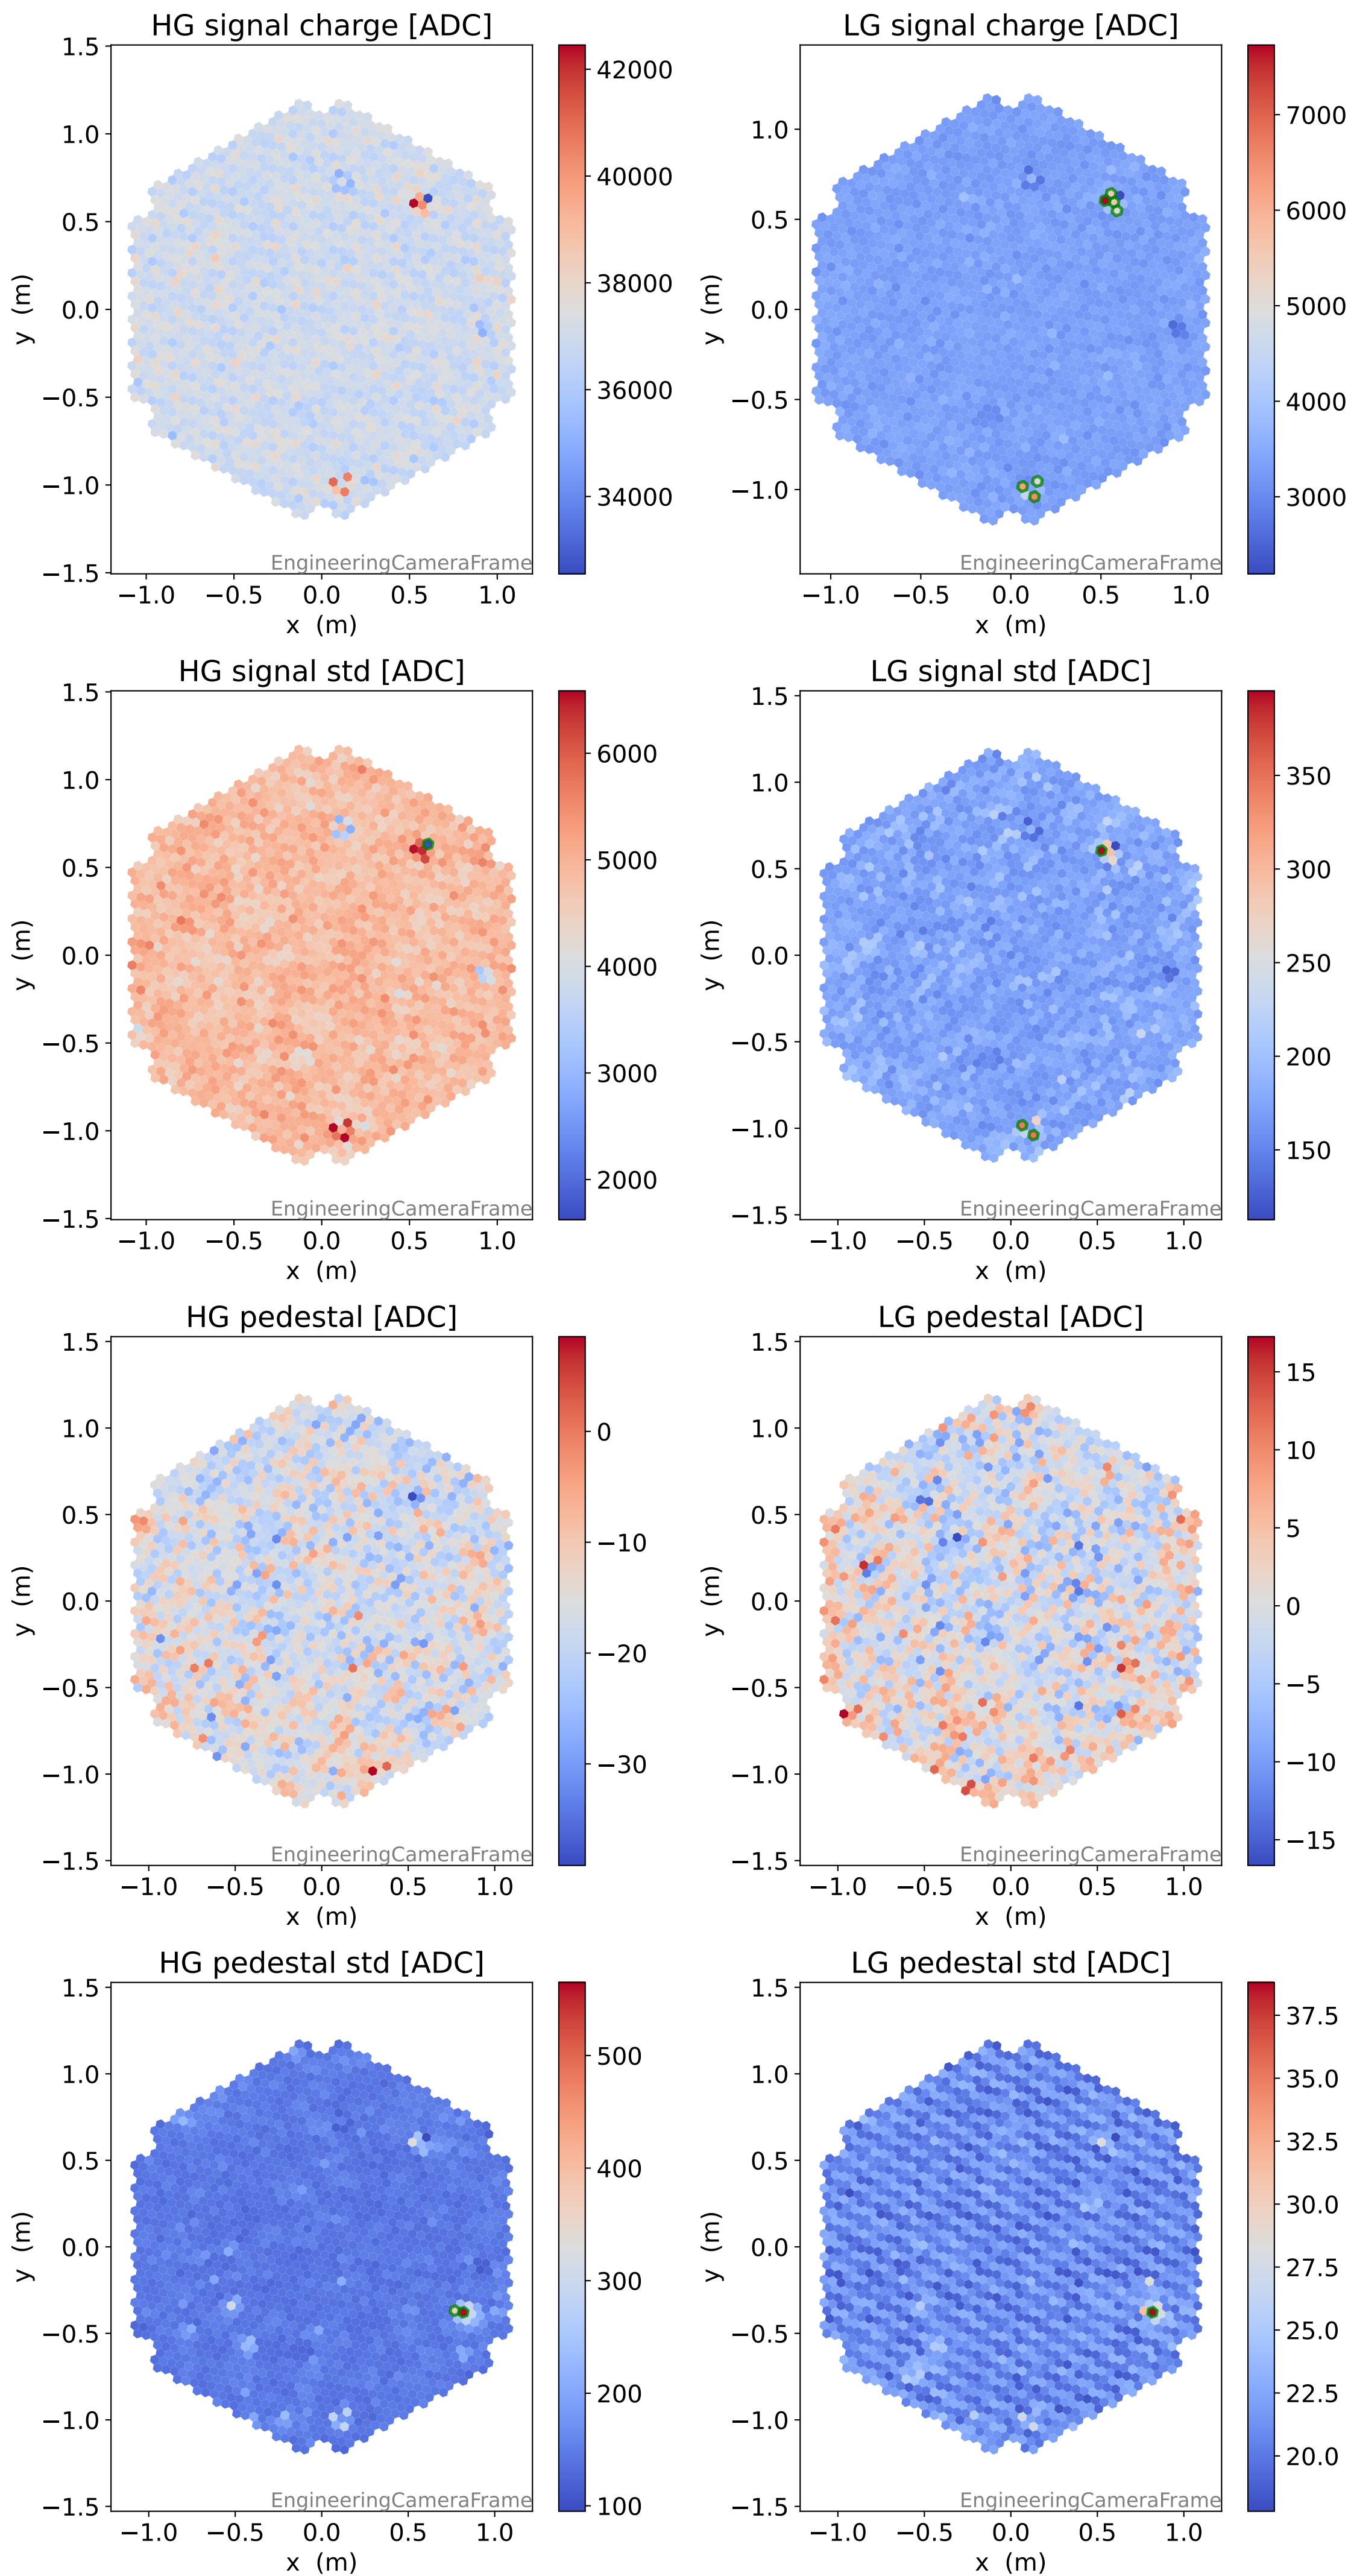 HG signal charge [ADC]
1.5
1.0
0.5
0.0
−0.5
−1.0
−1.5
y (m)
EngineeringCameraFrame
−1.0 −0.5 0.0 0.5 1.0
x (m)
42000
40000
38000
36000
34000
LG signal charge [ADC]
1.0
0.5
0.0
−0.5
−1.0
y (m)
EngineeringCameraFrame
−1.0 −0.5 0.0 0.5 1.0
x (m)
7000
6000
5000
4000
3000
HG signal std [ADC]
1.5
1.0
0.5
0.0
−0.5
−1.0
−1.5
y (m)
EngineeringCameraFrame
−1.0 −0.5 0.0 0.5 1.0
x (m)
6000
5000
4000
3000
2000
LG signal std [ADC]
1.5
1.0
0.5
0.0
−0.5
−1.0
−1.5
y (m)
EngineeringCameraFrame
−1.0 −0.5 0.0 0.5 1.0
x (m)
350
300
250
200
150
HG pedestal [ADC]
1.5
1.0
0.5
0.0
−0.5
−1.0
−1.5
y (m)
EngineeringCameraFrame
−1.0 −0.5 0.0 0.5 1.0
x (m)
0
−10
−20
−30
LG pedestal [ADC]
1.5
1.0
0.5
0.0
−0.5
−1.0
−1.5
y (m)
EngineeringCameraFrame
−1.0 −0.5 0.0 0.5 1.0
x (m)
15
10
5
0
−5
−10
−15
HG pedestal std [ADC]
1.5
1.0
0.5
0.0
−0.5
−1.0
−1.5
y (m)
EngineeringCameraFrame
−1.0 −0.5 0.0 0.5 1.0
x (m)
500
400
300
200
100
LG pedestal std [ADC]
1.5
1.0
0.5
0.0
−0.5
−1.0
−1.5
y (m)
EngineeringCameraFrame
−1.0 −0.5 0.0 0.5 1.0
x (m)
37.5
35.0
32.5
30.0
27.5
25.0
22.5
20.0